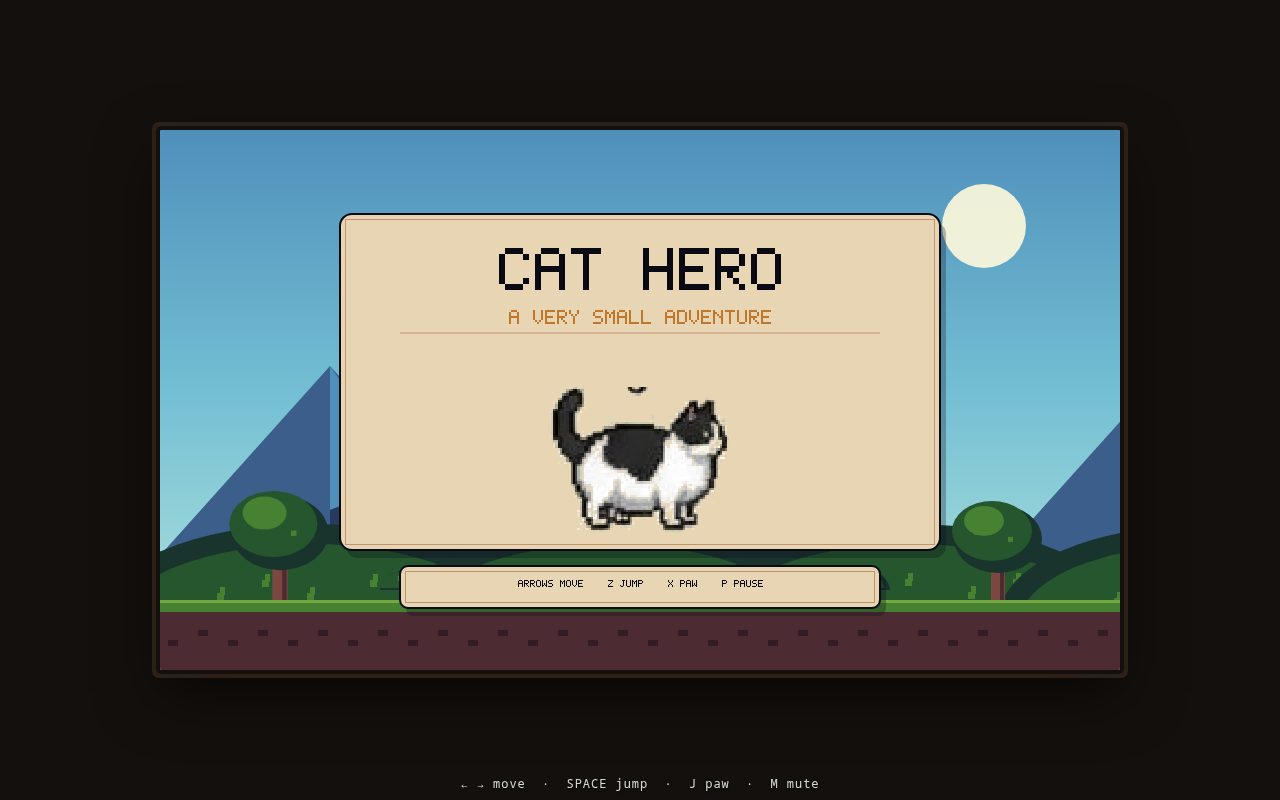 CAT HERO
A VERY SMALL ADVENTURE
ARROWS MOVE Z JUMP X PAW P PAUSE
← → move · SPACE jump · J paw · M mute